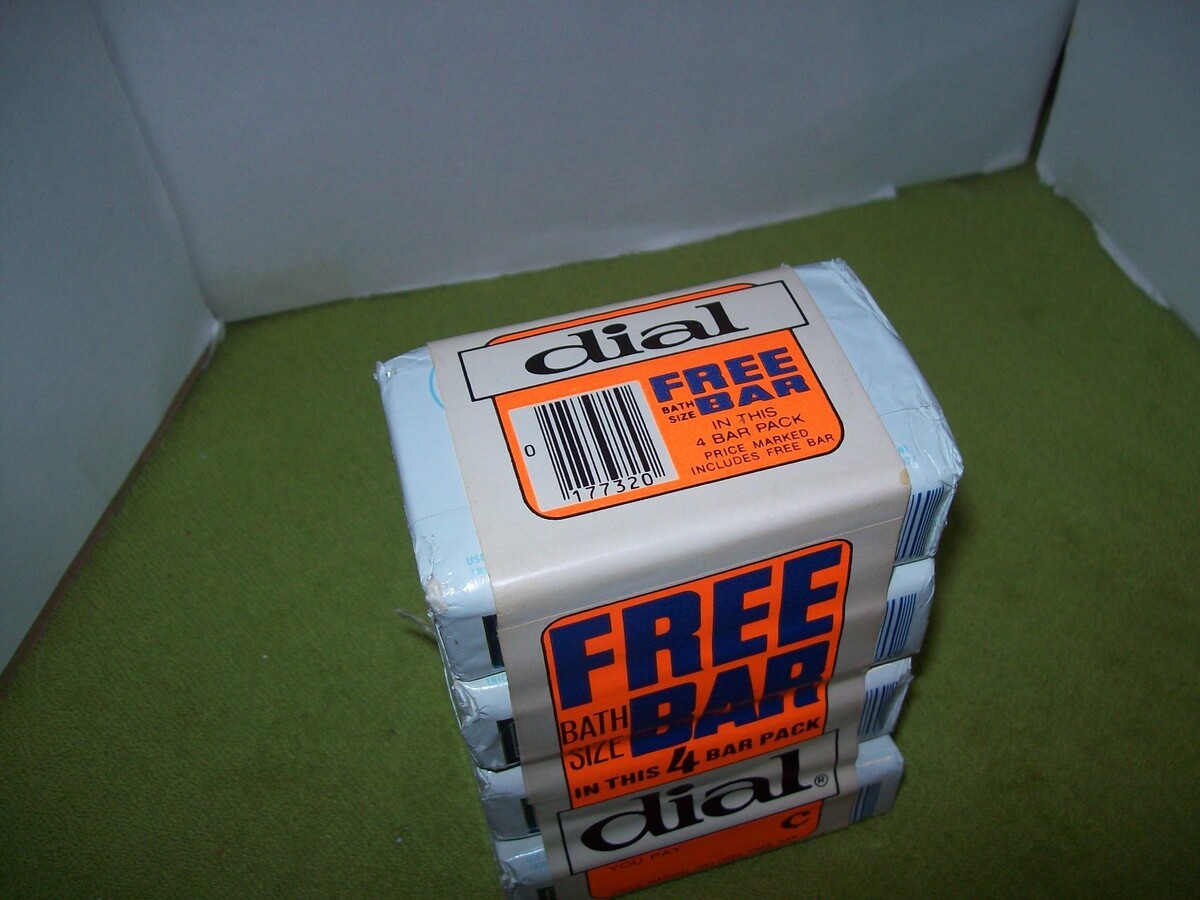 dial
FREE
BATH SIZE BAR
IN THIS
4 BAR PACK
PRICE MARKED
INCLUDES FREE BAR
0
177320
FREE
BATH SIZE BAR
IN THIS 4 BAR PACK
dial®
¢
YOU PAY